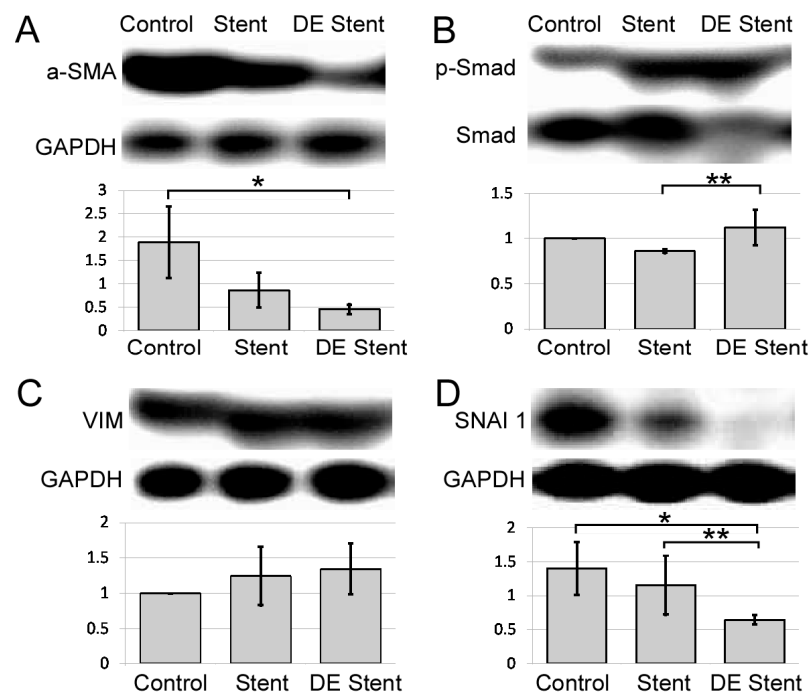 A
Control Stent DE Stent
a-SMA
GAPDH
*
3
2.5
2
1.5
1
0.5
0
Control Stent DE Stent
B
Control Stent DE Stent
p-Smad
Smad
**
1.5
1
0.5
0
Control Stent DE Stent
C
VIM
GAPDH
2
1.5
1
0.5
0
Control Stent DE Stent
D
SNAI 1
GAPDH
*
**
2
1.5
1
0.5
0
Control Stent DE Stent